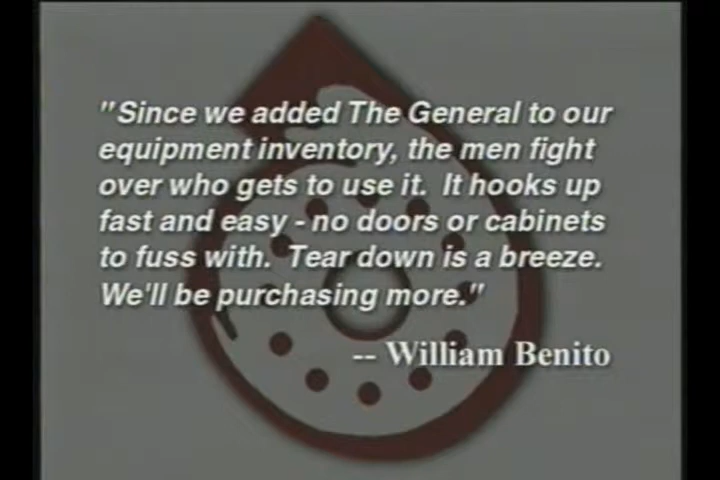 "Since we added The General to our
equipment inventory, the men fight
over who gets to use it.  It hooks up
fast and easy - no doors or cabinets
to fuss with.  Tear down is a breeze.
We'll be purchasing more."
-- William Benito